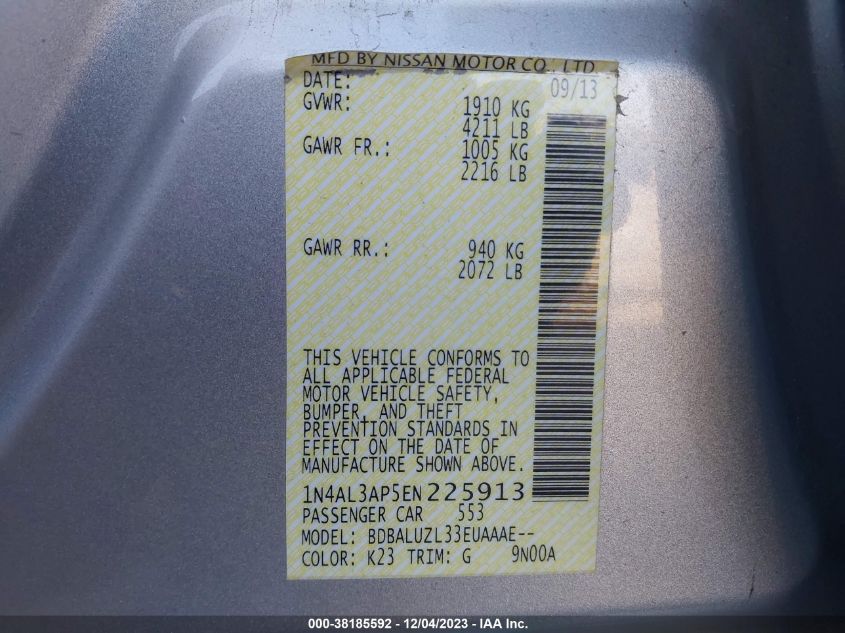 MFD BY NISSAN MOTOR CO., LTD
DATE: 09/13
GVWR: 1910 KG
4211 LB
GAWR FR.: 1005 KG
2216 LB
GAWR RR.: 940 KG
2072 LB
THIS VEHICLE CONFORMS TO
ALL APPLICABLE FEDERAL
MOTOR VEHICLE SAFETY,
BUMPER, AND THEFT
PREVENTION STANDARDS IN
EFFECT ON THE DATE OF
MANUFACTURE SHOWN ABOVE.
1N4AL3AP5EN225913
PASSENGER CAR 553
MODEL: BDBALUZL33EUAAAE--
COLOR: K23 TRIM: G 9N00A
000-38185592 - 12/04/2023 - IAA Inc.